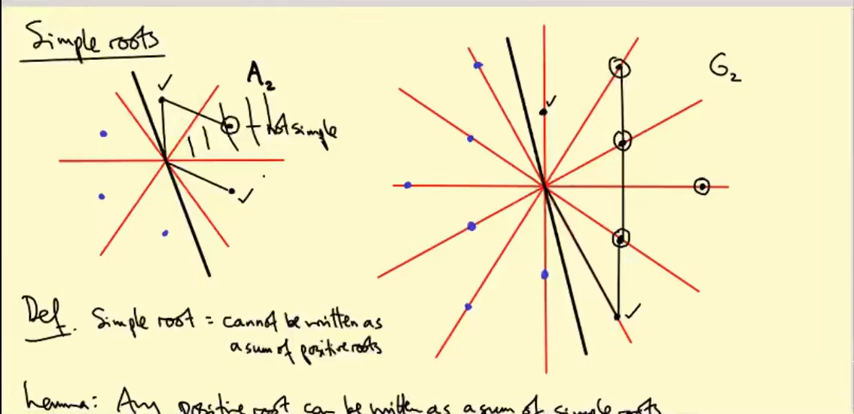 Simple roots
A₂
not simple
G₂
Def. Simple root = cannot be written as
a sum of positive roots
Lemma: Any positive root can be written as a sum of simple roots